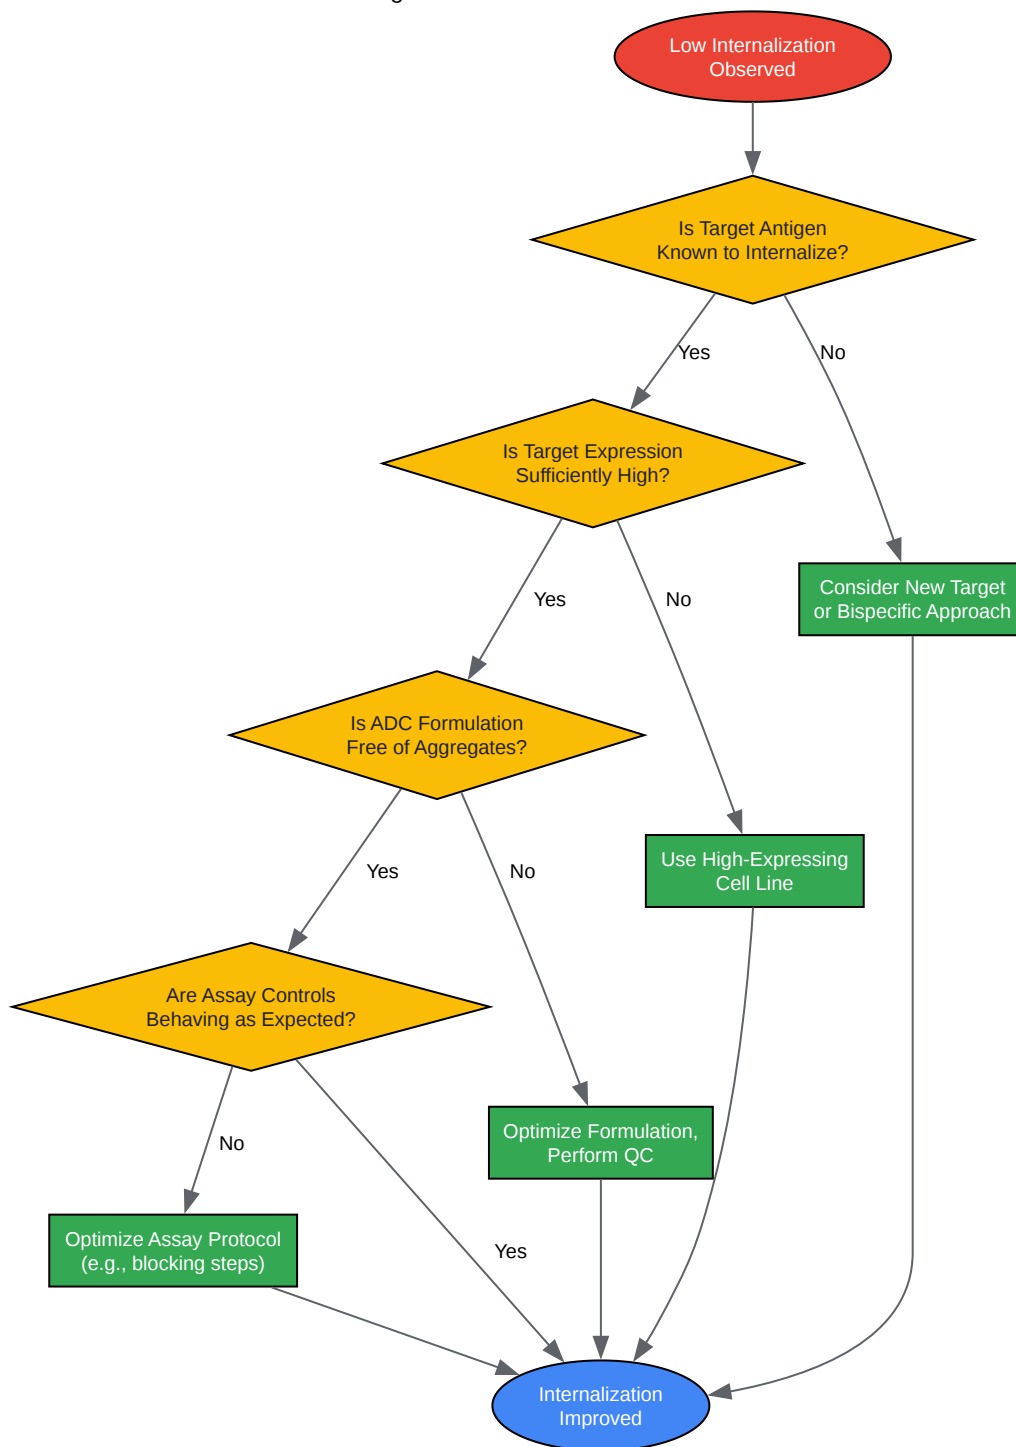 Low Internalization
Observed
Is Target Antigen
Known to Internalize?
Yes
No
Is Target Expression
Sufficiently High?
Consider New Target
or Bispecific Approach
Yes
No
Is ADC Formulation
Free of Aggregates?
Use High-Expressing
Cell Line
Yes
No
Are Assay Controls
Behaving as Expected?
Optimize Formulation,
Perform QC
No
Optimize Assay Protocol
(e.g., blocking steps)
Yes
Internalization
Improved